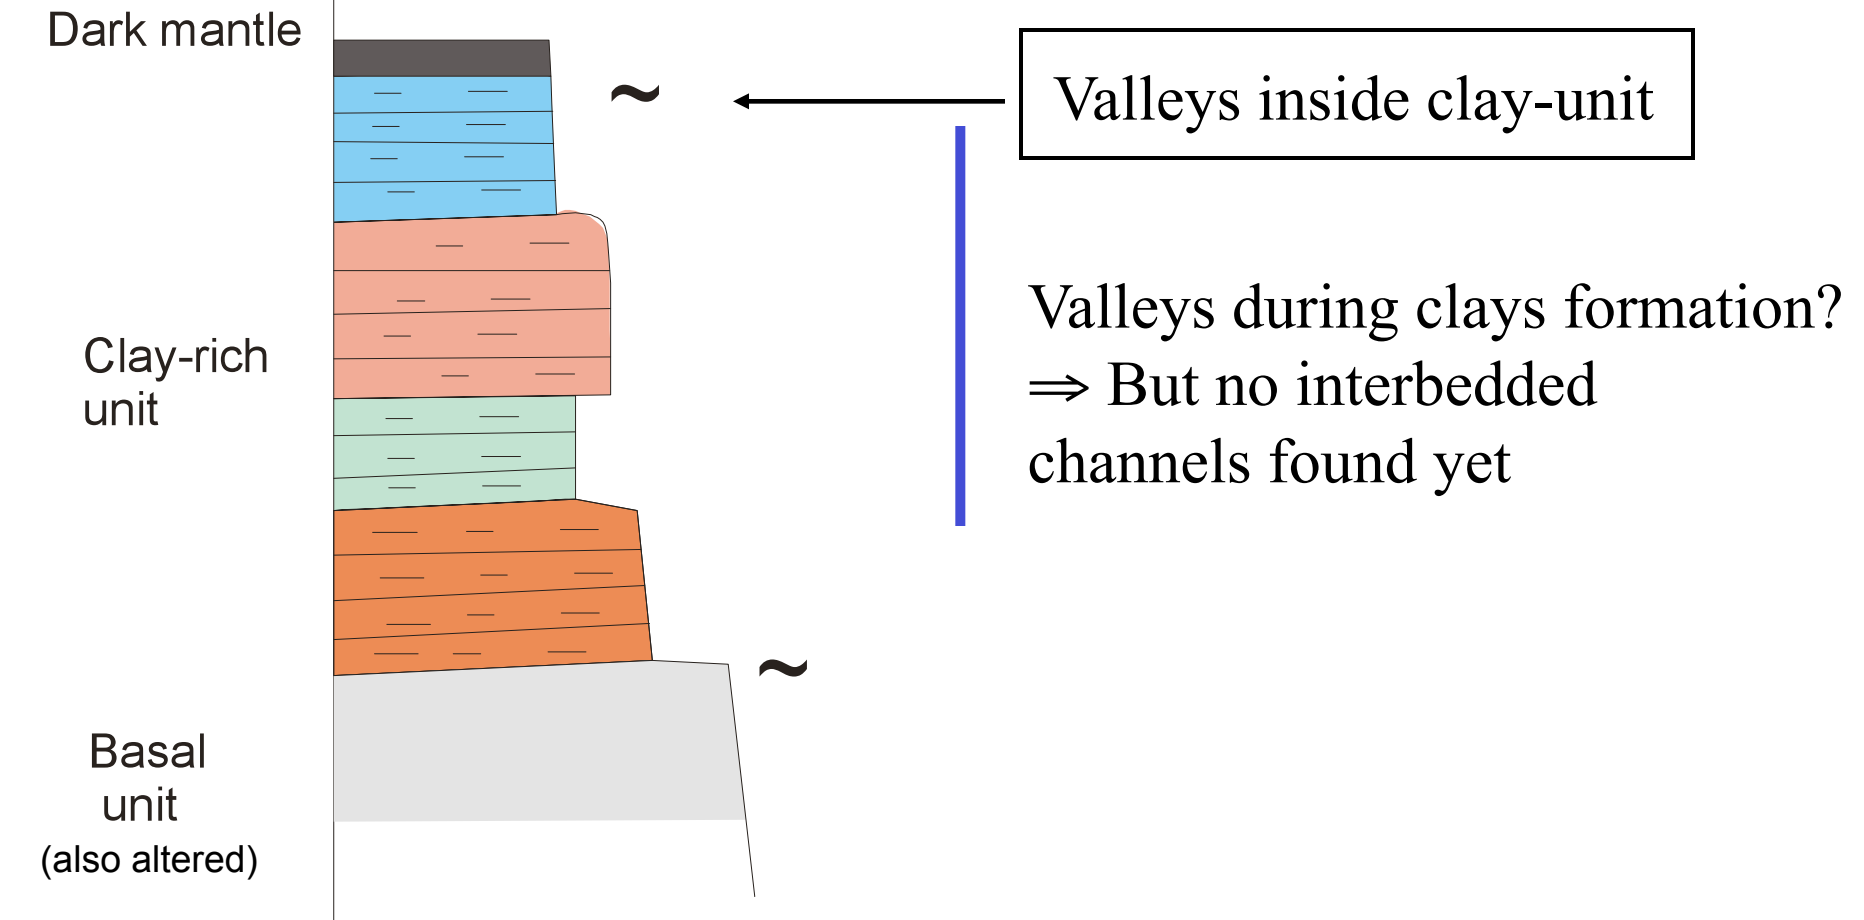 Dark mantle
~
Valleys inside clay-unit
Valleys during clays formation?
⇒ But no interbedded
channels found yet
Clay-rich
unit
~
Basal
unit
(also altered)